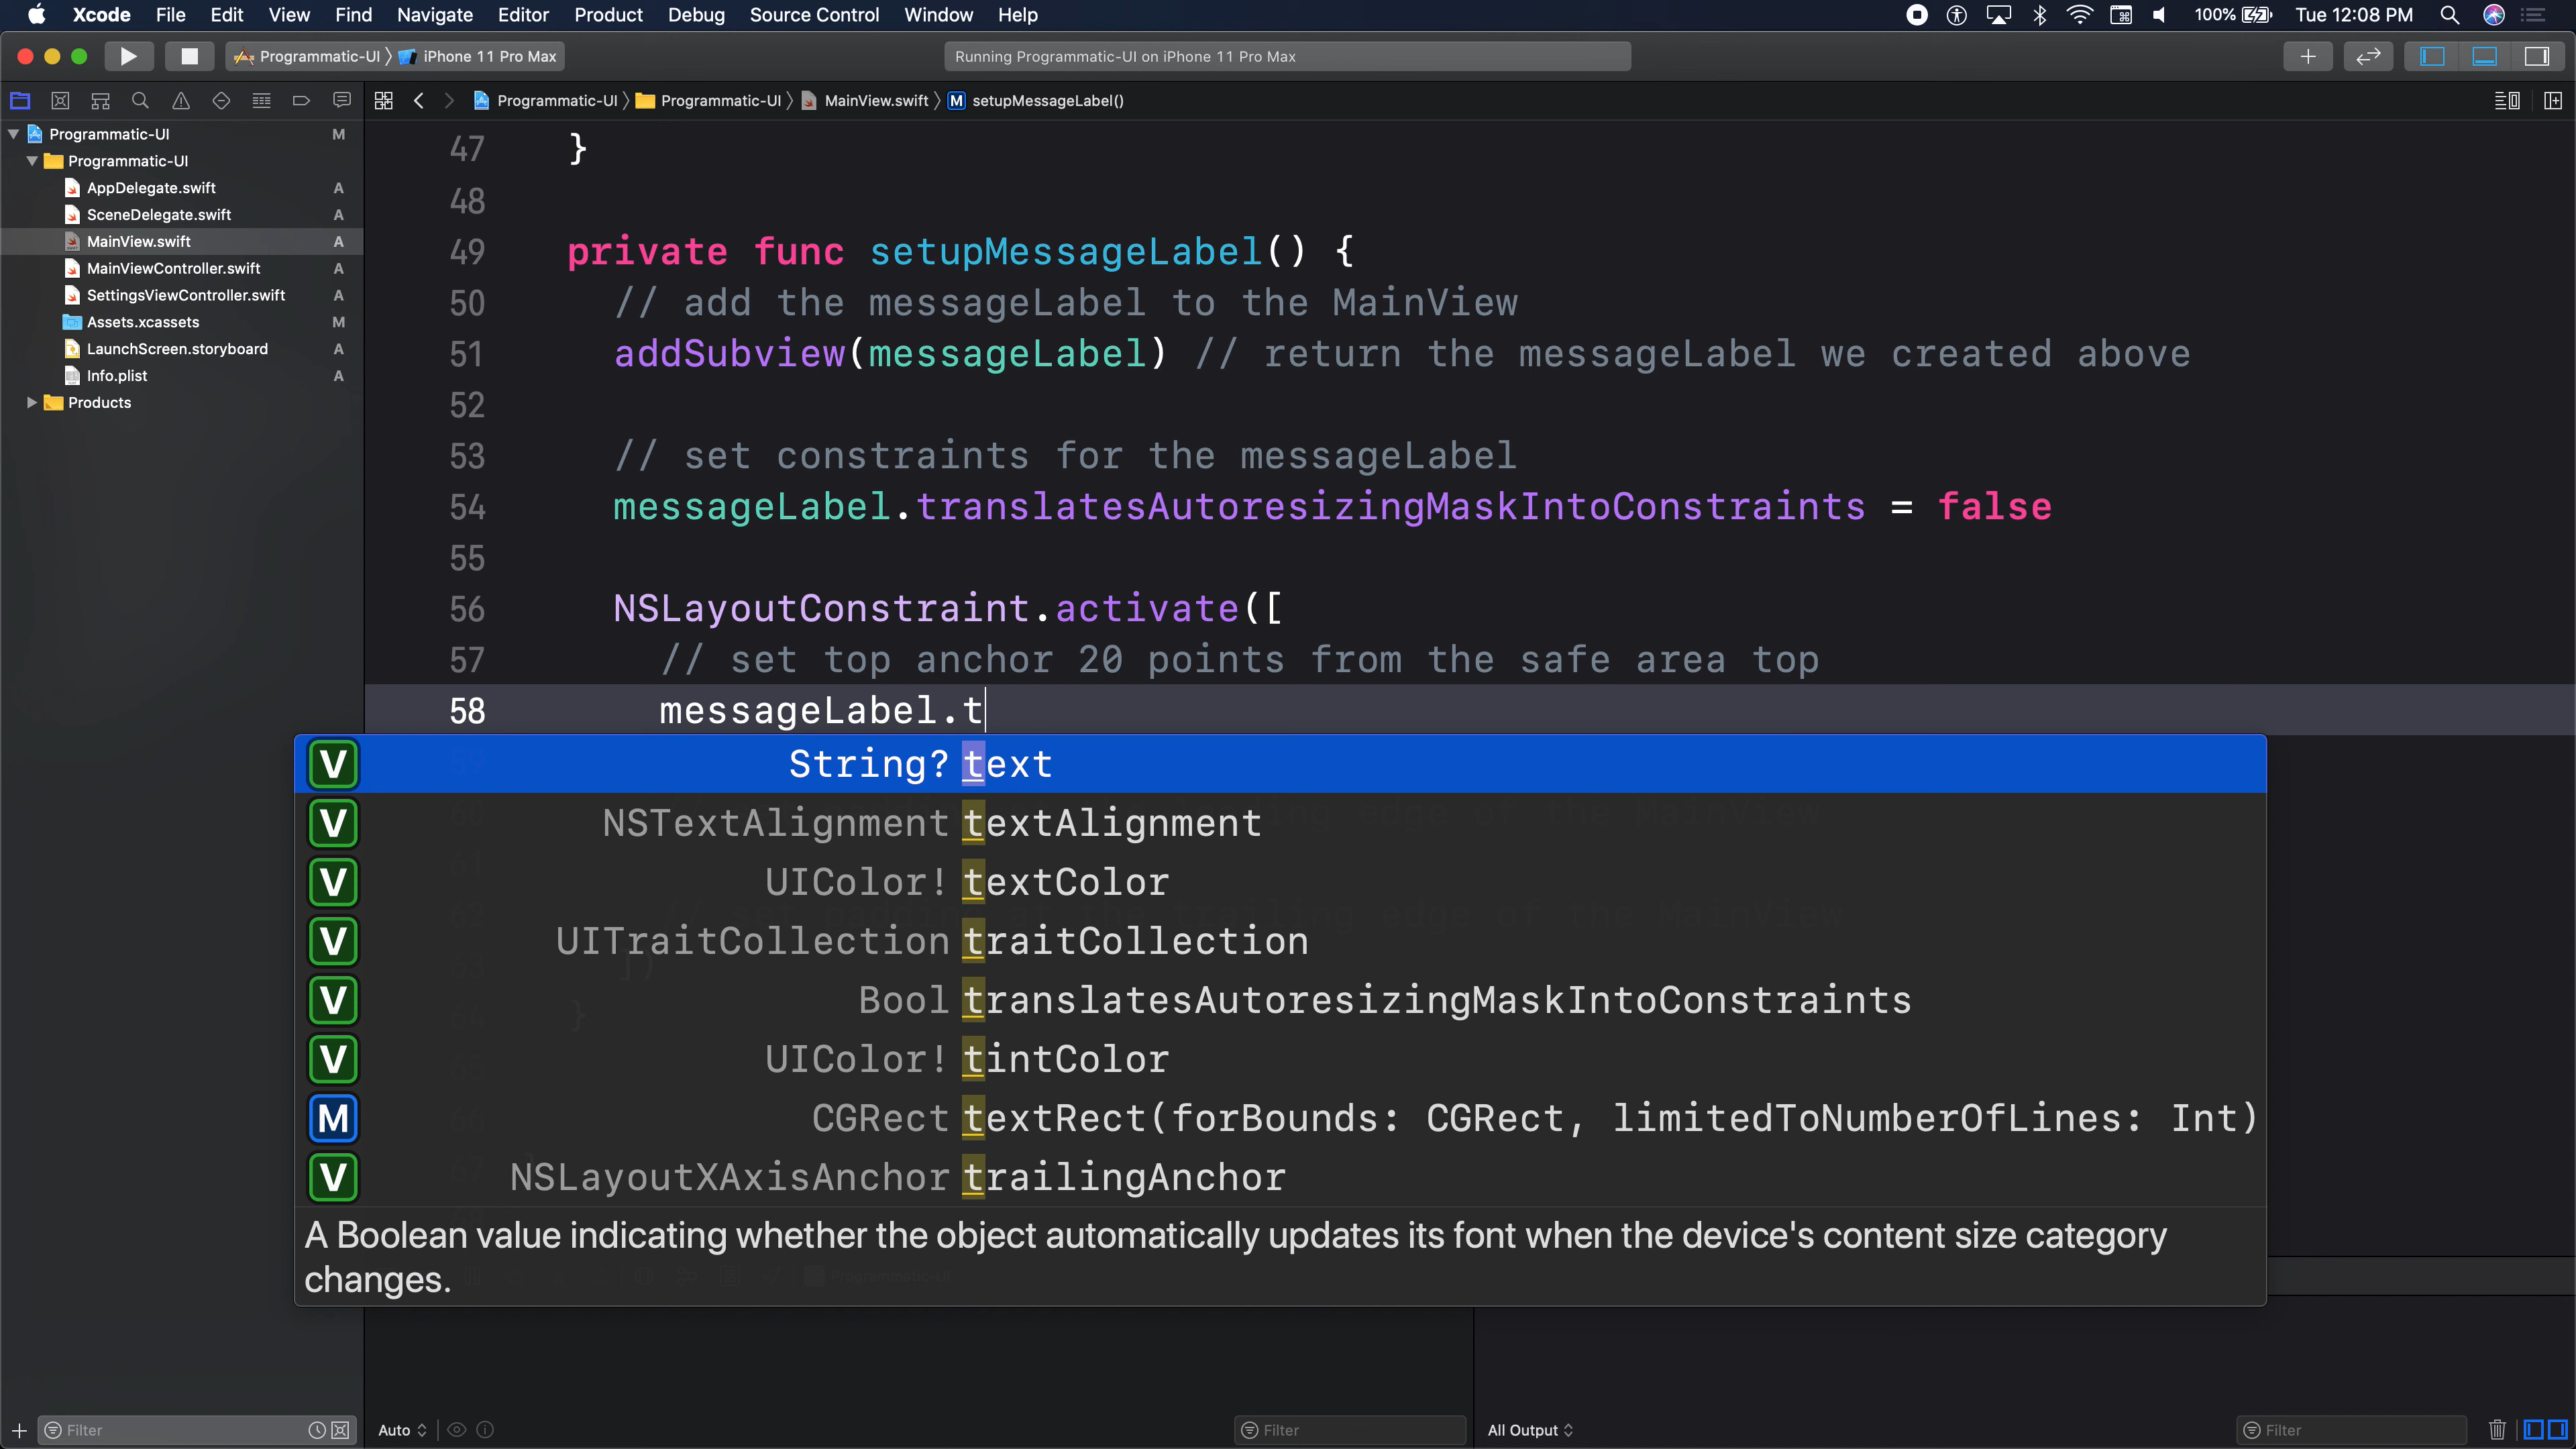 Xcode File Edit View Find Navigate Editor Product Debug Source Control Window Help 100% Tue 12:08 PM
Programmatic-UI iPhone 11 Pro Max Running Programmatic-UI on iPhone 11 Pro Max
Programmatic-UI Programmatic-UI MainView.swift M setupMessageLabel()
Programmatic-UI M
Programmatic-UI
AppDelegate.swift A
SceneDelegate.swift A
MainView.swift A
MainViewController.swift A
SettingsViewController.swift A
Assets.xcassets M
LaunchScreen.storyboard A
Info.plist A
Products
47 }
48
49 private func setupMessageLabel() {
50 // add the messageLabel to the MainView
51 addSubview(messageLabel) // return the messageLabel we created above
52
53 // set constraints for the messageLabel
54 messageLabel.translatesAutoresizingMaskIntoConstraints = false
55
56 NSLayoutConstraint.activate([
57 // set top anchor 20 points from the safe area top
58 messageLabel.t
V String? text
V NSTextAlignment textAlignment
V UIColor! textColor
V UITraitCollection traitCollection
V Bool translatesAutoresizingMaskIntoConstraints
V UIColor! tintColor
M CGRect textRect(forBounds: CGRect, limitedToNumberOfLines: Int)
V NSLayoutXAxisAnchor trailingAnchor
A Boolean value indicating whether the object automatically updates its font when the device's content size category
changes.
Filter Auto Filter All Output Filter